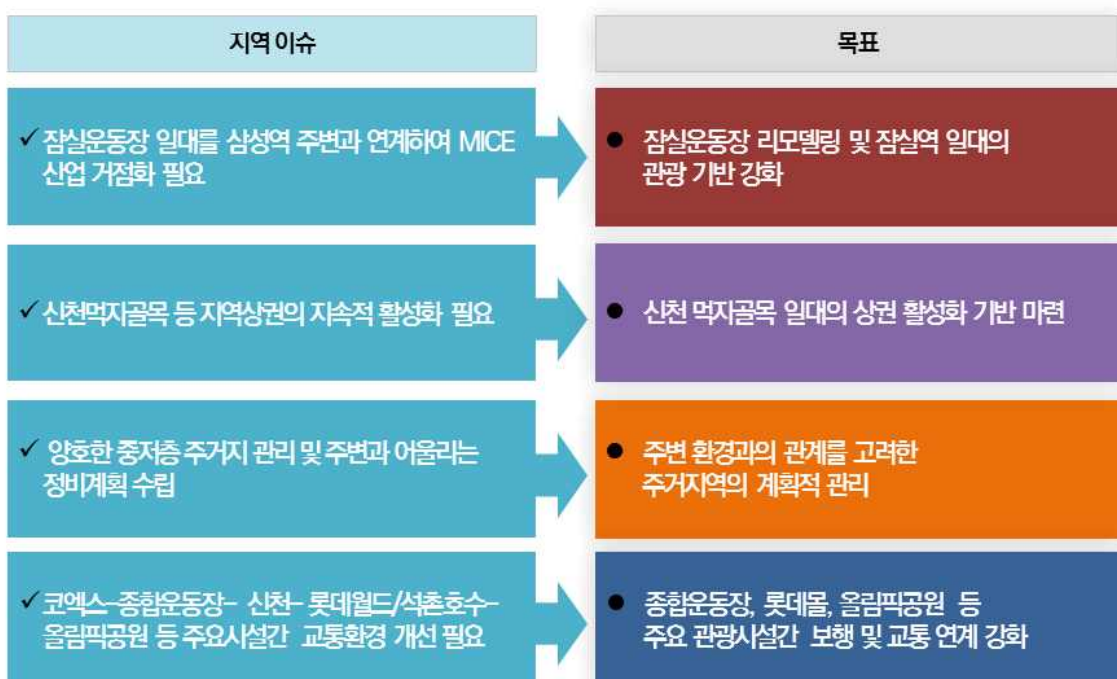 지역 이슈
목표
✓ 잠실운동장 일대를 삼성역 주변과 연계하여 MICE
산업 거점화 필요
● 잠실운동장 리모델링 및 잠실역 일대의
관광 기반 강화
✓ 신천먹자골목 등 지역상권의 지속적 활성화 필요
● 신천 먹자골목 일대의 상권 활성화 기반 마련
✓ 양호한 중저층 주거지 관리 및 주변과 어울리는
정비계획 수립
● 주변 환경과의 관계를 고려한
주거지역의 계획적 관리
✓ 코엑스-종합운동장- 신천- 롯데월드/석촌호수-
올림픽공원 등 주요시설간 교통환경 개선 필요
● 종합운동장, 롯데몰, 올림픽공원 등
주요 관광시설간 보행 및 교통 연계 강화